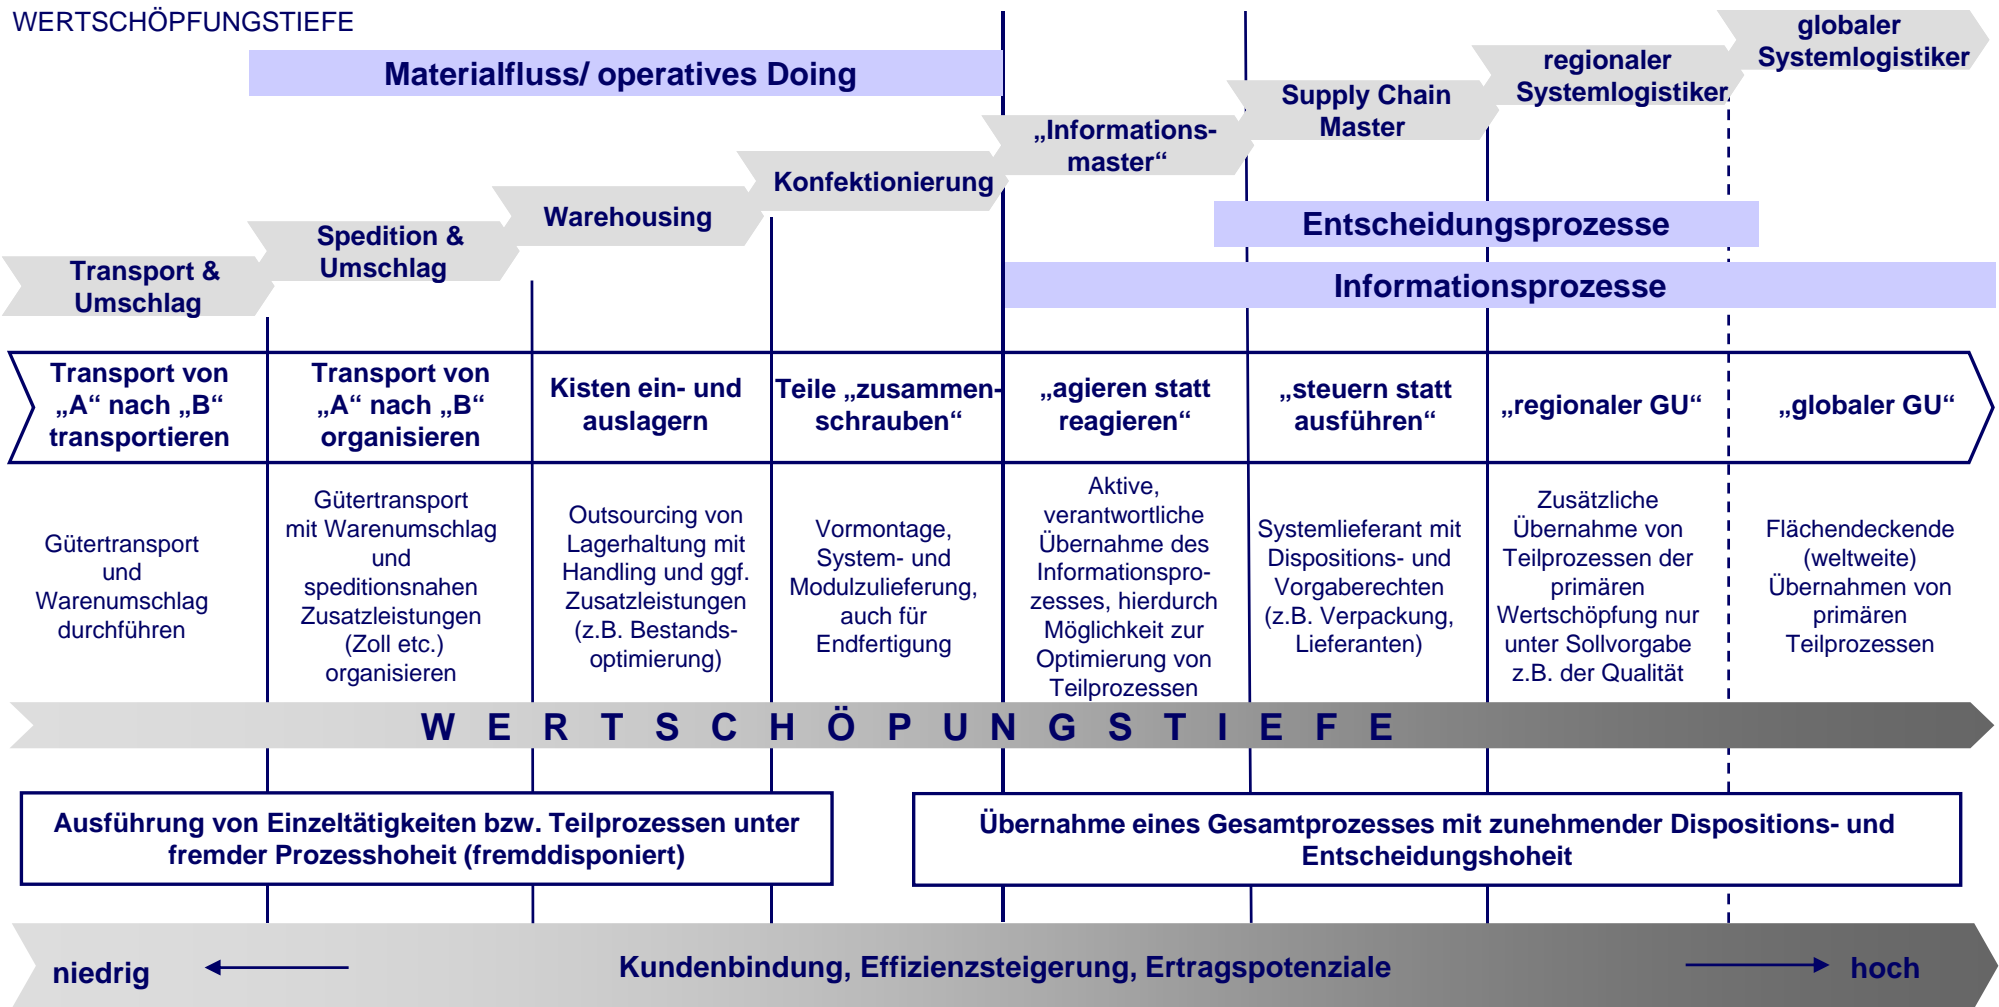 WERTSCHÖPFUNGSTIEFE
Materialfluss/ operatives Doing
globaler
Systemlogistiker
regionaler
Systemlogistiker
Supply Chain
Master
„Informations-
master“
Konfektionierung
Warehousing
Spedition &
Umschlag
Transport &
Umschlag
Entscheidungsprozesse
Informationsprozesse
Transport von
„A“ nach „B“
transportieren
Transport von
„A“ nach „B“
organisieren
Kisten ein- und
auslagern
Teile „zusammen-
schrauben“
„agieren statt
reagieren“
„steuern statt
ausführen“
„regionaler GU“
„globaler GU“
Gütertransport
und
Warenumschlag
durchführen
Gütertransport
mit Warenumschlag
und
speditionsnahen
Zusatzleistungen
(Zoll etc.)
organisieren
Outsourcing von
Lagerhaltung mit
Handling und ggf.
Zusatzleistungen
(z.B. Bestands-
optimierung)
Vormontage,
System- und
Modulzulieferung,
auch für
Endfertigung
Aktive,
verantwortliche
Übernahme des
Informationspro-
zesses, hierdurch
Möglichkeit zur
Optimierung von
Teilprozessen
Systemlieferant mit
Dispositions- und
Vorgaberechten
(z.B. Verpackung,
Lieferanten)
Zusätzliche
Übernahme von
Teilprozessen der
primären
Wertschöpfung nur
unter Sollvorgabe
z.B. der Qualität
Flächendeckende
(weltweite)
Übernahmen von
primären
Teilprozessen
W E R T S C H Ö P U N G S T I E F E
Ausführung von Einzeltätigkeiten bzw. Teilprozessen unter
fremder Prozesshoheit (fremddisponiert)
Übernahme eines Gesamtprozesses mit zunehmender Dispositions- und
Entscheidungshoheit
niedrig
Kundenbindung, Effizienzsteigerung, Ertragspotenziale
hoch